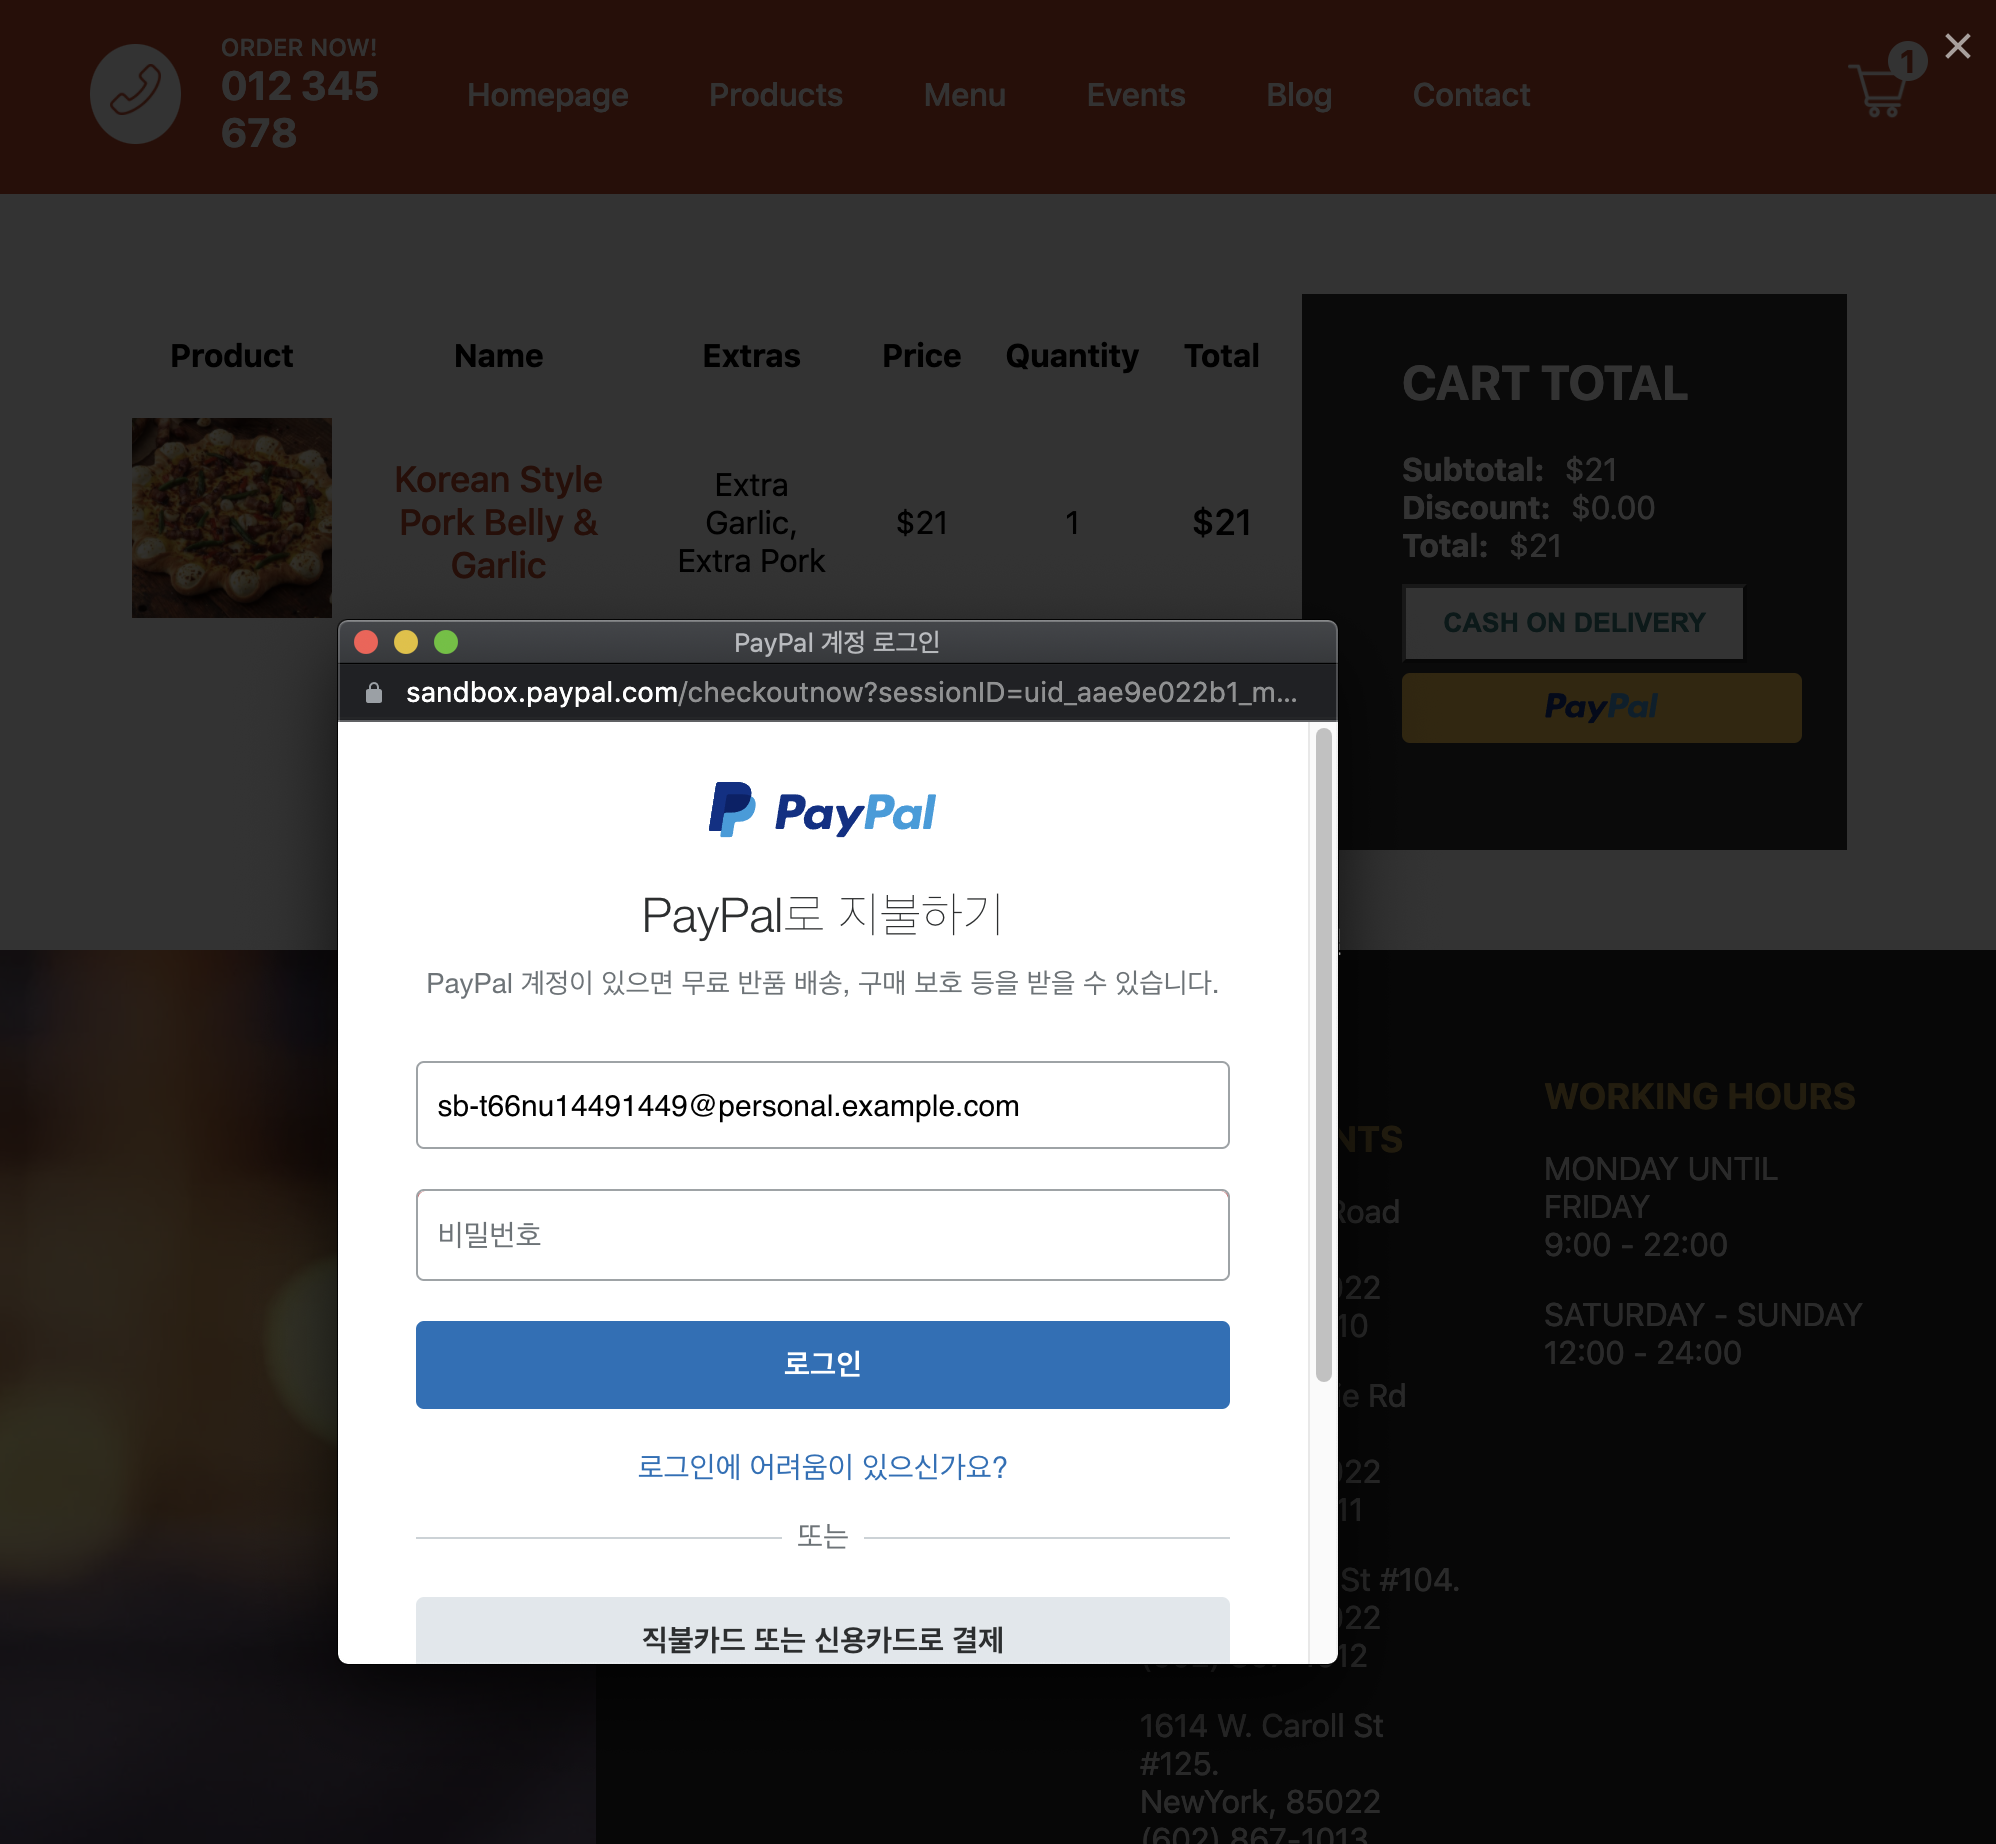 ORDER NOW!
012 345
678
Homepage
Products
Menu
Events
Blog
Contact
1
Product
Name
Extras
Price
Quantity
Total
Korean Style
Pork Belly &
Garlic
Extra
Garlic,
Extra Pork
$21
1
$21
CART TOTAL
Subtotal: $21
Discount: $0.00
Total: $21
CASH ON DELIVERY
PayPal
PayPal 계정 로그인
sandbox.paypal.com/checkoutnow?sessionID=uid_aae9e022b1_m...
PayPal
PayPal로 지불하기
PayPal 계정이 있으면 무료 반품 배송, 구매 보호 등을 받을 수 있습니다.
sb-t66nu14491449@personal.example.com
비밀번호
로그인
로그인에 어려움이 있으신가요?
또는
직불카드 또는 신용카드로 결제
NTS
Road
022
10
ie Rd
022
11
St #104.
022
1012
1614 W. Caroll St
#125.
NewYork, 85022
(602) 867-1013
WORKING HOURS
MONDAY UNTIL
FRIDAY
9:00 - 22:00
SATURDAY - SUNDAY
12:00 - 24:00